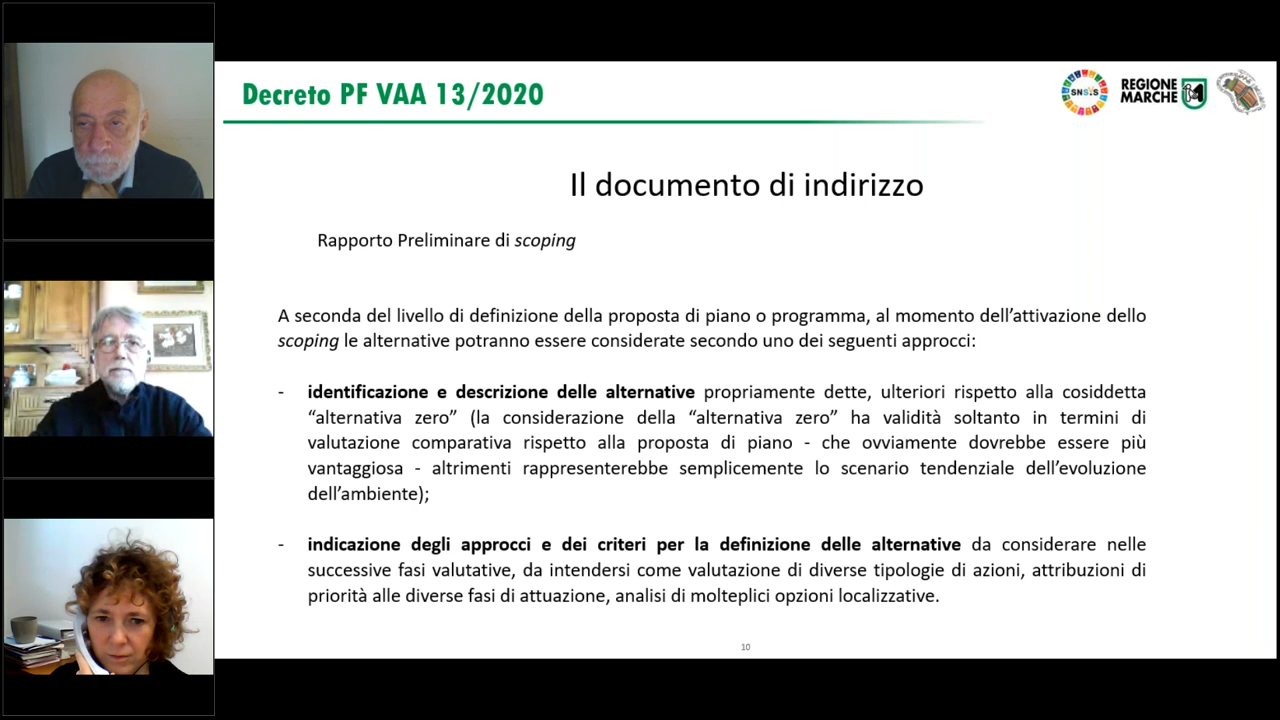 Decreto PF VAA 13/2020
SNSvS
REGIONE
MARCHE
Il documento di indirizzo
Rapporto Preliminare di scoping
A seconda del livello di definizione della proposta di piano o programma, al momento dell’attivazione dello
scoping le alternative potranno essere considerate secondo uno dei seguenti approcci:
- identificazione e descrizione delle alternative propriamente dette, ulteriori rispetto alla cosiddetta
“alternativa zero” (la considerazione della “alternativa zero” ha validità soltanto in termini di
valutazione comparativa rispetto alla proposta di piano - che ovviamente dovrebbe essere più
vantaggiosa - altrimenti rappresenterebbe semplicemente lo scenario tendenziale dell’evoluzione
dell’ambiente);
- indicazione degli approcci e dei criteri per la definizione delle alternative da considerare nelle
successive fasi valutative, da intendersi come valutazione di diverse tipologie di azioni, attribuzioni di
priorità alle diverse fasi di attuazione, analisi di molteplici opzioni localizzative.
10